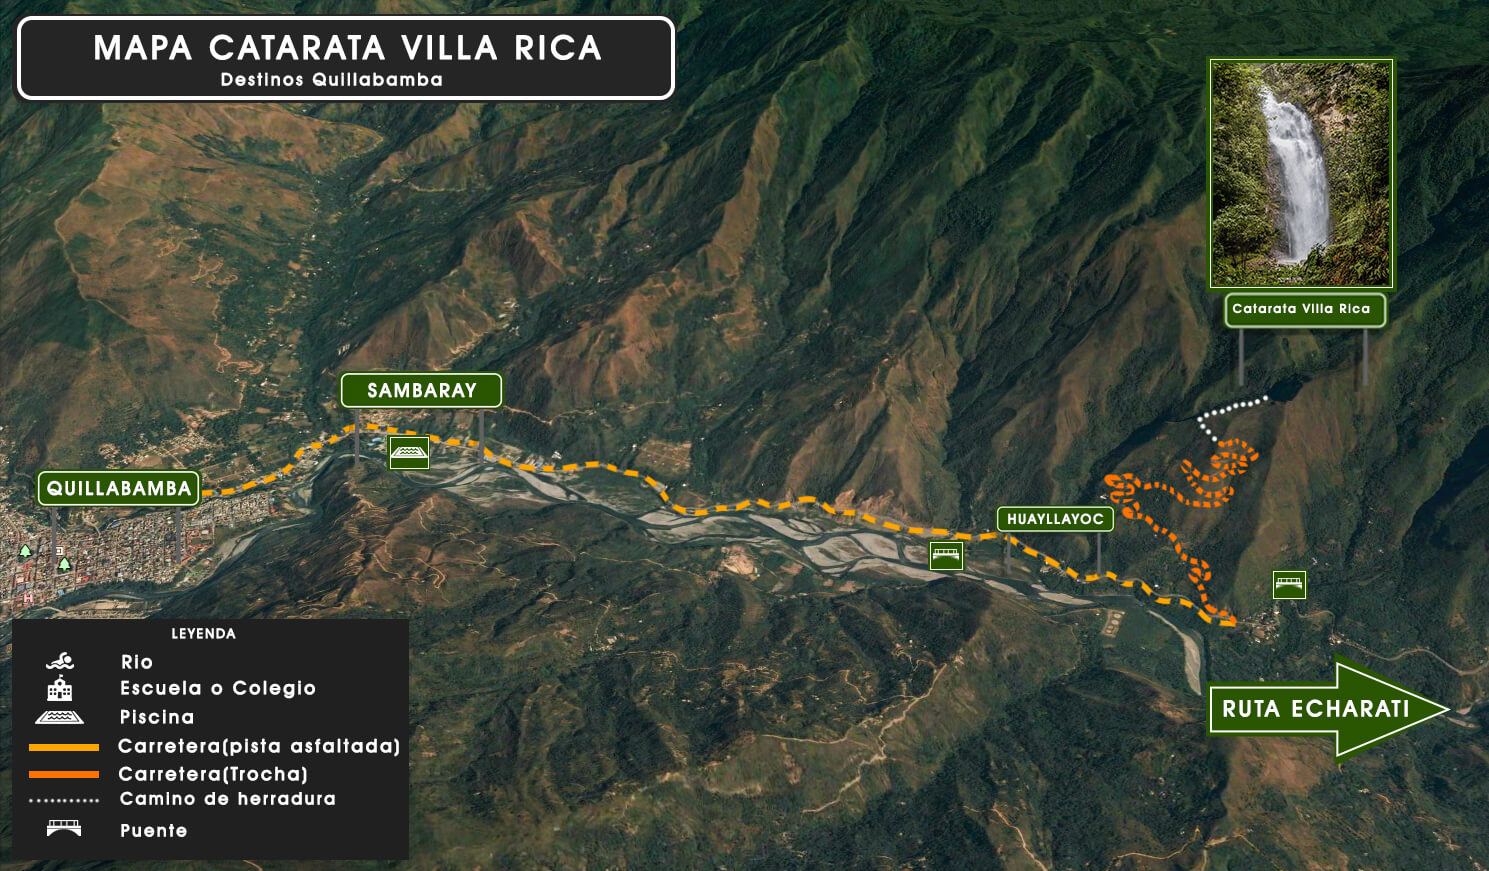 MAPA CATARATA VILLA RICA
Destinos Quillabamba
Catarata Villa Rica
SAMBARAY
QUILLABAMBA
HUAYLLAYOC
H
LEYENDA
Rio
Escuela o Colegio
Piscina
Carretera(pista asfaltada)
Carretera(Trocha)
Camino de herradura
Puente
RUTA ECHARATI